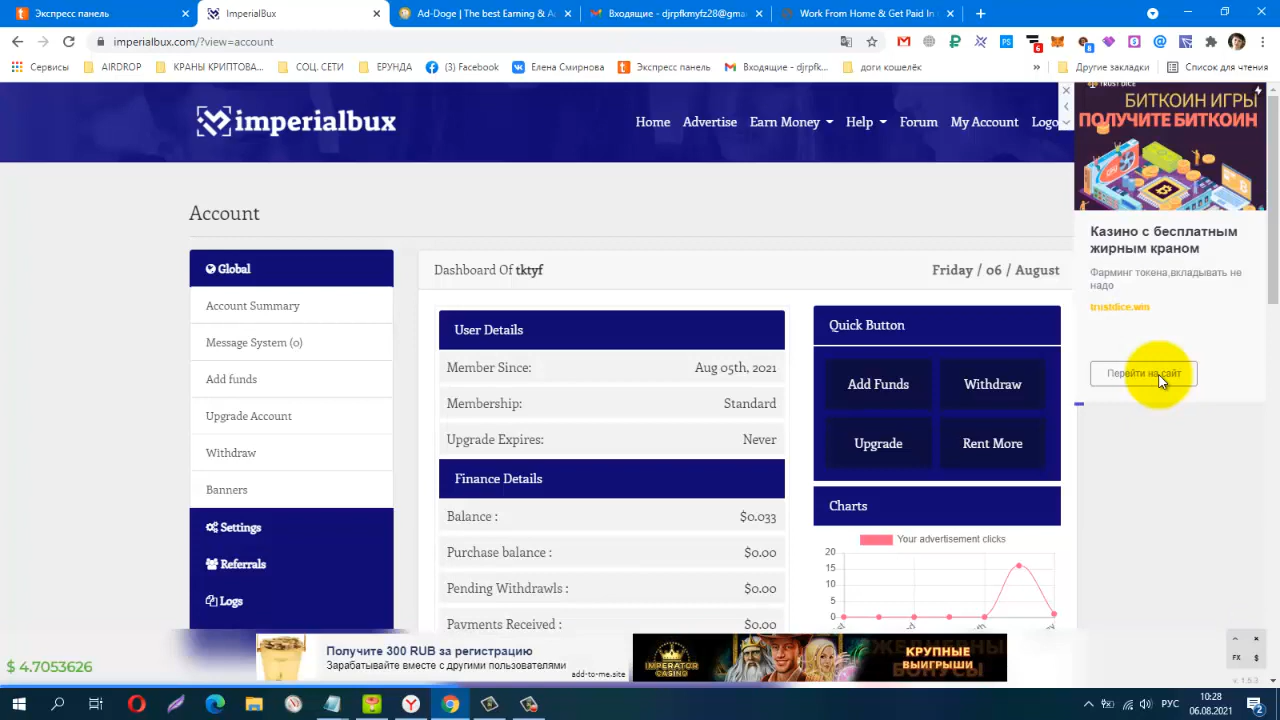 Экспресс панель
ImperialBux
Ad-Doge | The best Earning & A
Входящие - djrpfkmyfz28@gma
Work From Home & Get Paid In
imperialbux.com/?view=account
Сервисы
AIRDROP
КРАНЫ КРИПТОВА...
СОЦ. СЕТИ
ЕРУНДА
(3) Facebook
Елена Смирнова
Экспресс панель
Входящие - djrpfk...
доги кошелёк
»
Другие закладки
Список для чтения
imperialbux
Home
Advertise
Earn Money
Help
Forum
My Account
Logo
TRUST DICE
БИТКОИН ИГРЫ
ПОЛУЧИТЕ БИТКОИН
Казино с бесплатным
жирным краном
Фарминг токена,вкладывать не
надо
trustdice.win
Перейти на сайт
Account
Global
Account Summary
Message System (0)
Add funds
Upgrade Account
Withdraw
Banners
Settings
Referrals
Logs
Dashboard Of tktyf
Friday / 06 / August
User Details
Member Since:
Aug 05th, 2021
Membership:
Standard
Upgrade Expires:
Never
Finance Details
Balance :
$0.033
Purchase balance :
$0.00
Pending Withdrawls :
$0.00
Payments Received :
$0.00
Quick Button
Add Funds
Withdraw
Upgrade
Rent More
Charts
Your advertisement clicks
20
15
10
5
0
$ 4.7053626
Получите 300 RUB за регистрацию
Зарабатывайте вместе с другими пользователями
add-to-me.site
IMPERATOR
CASINO
КРУПНЫЕ
ВЫИГРЫШИ
FX
$
v. 1.5.3
РУС
10:28
06.08.2021